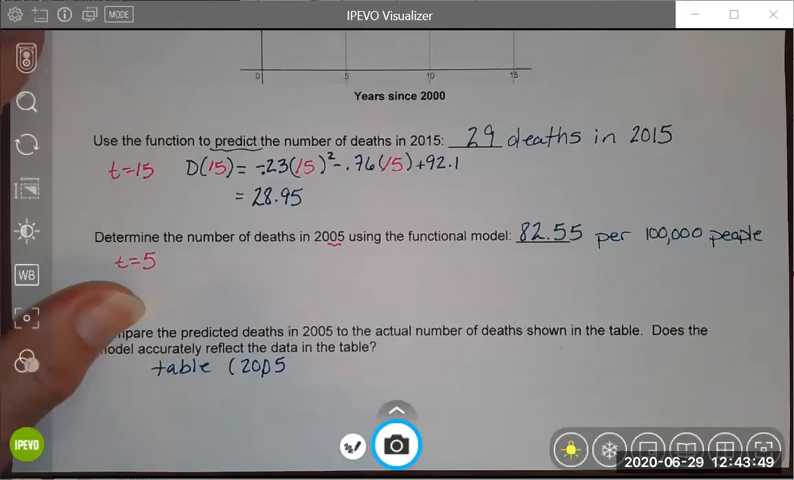 IPEVO Visualizer
MODE
0 5 10 15
Years since 2000
Use the function to predict the number of deaths in 2015: 29 deaths in 2015
t=15 D(15) = -.23(15)² - .76(15) + 92.1
= 28.95
Determine the number of deaths in 2005 using the functional model: 82.55 per 100,000 people
t=5
mpare the predicted deaths in 2005 to the actual number of deaths shown in the table. Does the
odel accurately reflect the data in the table?
table (2005
WB
IPEVO
2020-06-29 12:43:49